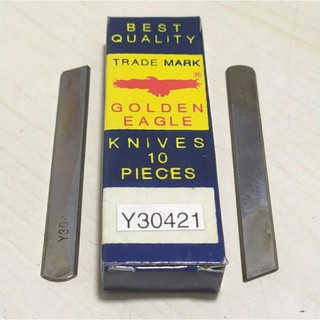 BEST
QUALITY
TRADE MARK
®
GOLDEN
EAGLE
KNIVES
10
PIECES
Y30421